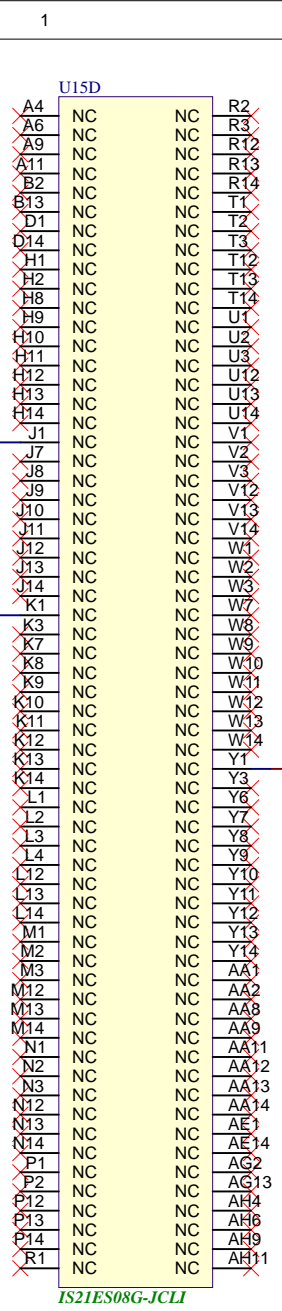 1
U15D
A4 NC NC R2
A6 NC NC R3
A9 NC NC R12
A11 NC NC R13
B2 NC NC R14
B13 NC NC T1
D1 NC NC T2
D14 NC NC T3
H1 NC NC T12
H2 NC NC T13
H8 NC NC T14
H9 NC NC U1
H10 NC NC U2
H11 NC NC U3
H12 NC NC U12
H13 NC NC U13
H14 NC NC U14
J1 NC NC V1
J7 NC NC V2
J8 NC NC V3
J9 NC NC V12
J10 NC NC V13
J11 NC NC V14
J12 NC NC W1
J13 NC NC W2
J14 NC NC W3
K1 NC NC W7
K3 NC NC W8
K7 NC NC W9
K8 NC NC W10
K9 NC NC W11
K10 NC NC W12
K11 NC NC W13
K12 NC NC W14
K13 NC NC Y1
K14 NC NC Y3
L1 NC NC Y6
L2 NC NC Y7
L3 NC NC Y8
L4 NC NC Y9
L12 NC NC Y10
L13 NC NC Y11
L14 NC NC Y12
M1 NC NC Y13
M2 NC NC Y14
M3 NC NC AA1
M12 NC NC AA2
M13 NC NC AA8
M14 NC NC AA9
N1 NC NC AA11
N2 NC NC AA12
N3 NC NC AA13
N12 NC NC AA14
N13 NC NC AE1
N14 NC NC AE14
P1 NC NC AG2
P2 NC NC AG13
P12 NC NC AH4
P13 NC NC AH6
P14 NC NC AH9
R1 NC NC AH11
IS21ES08G-JCLI